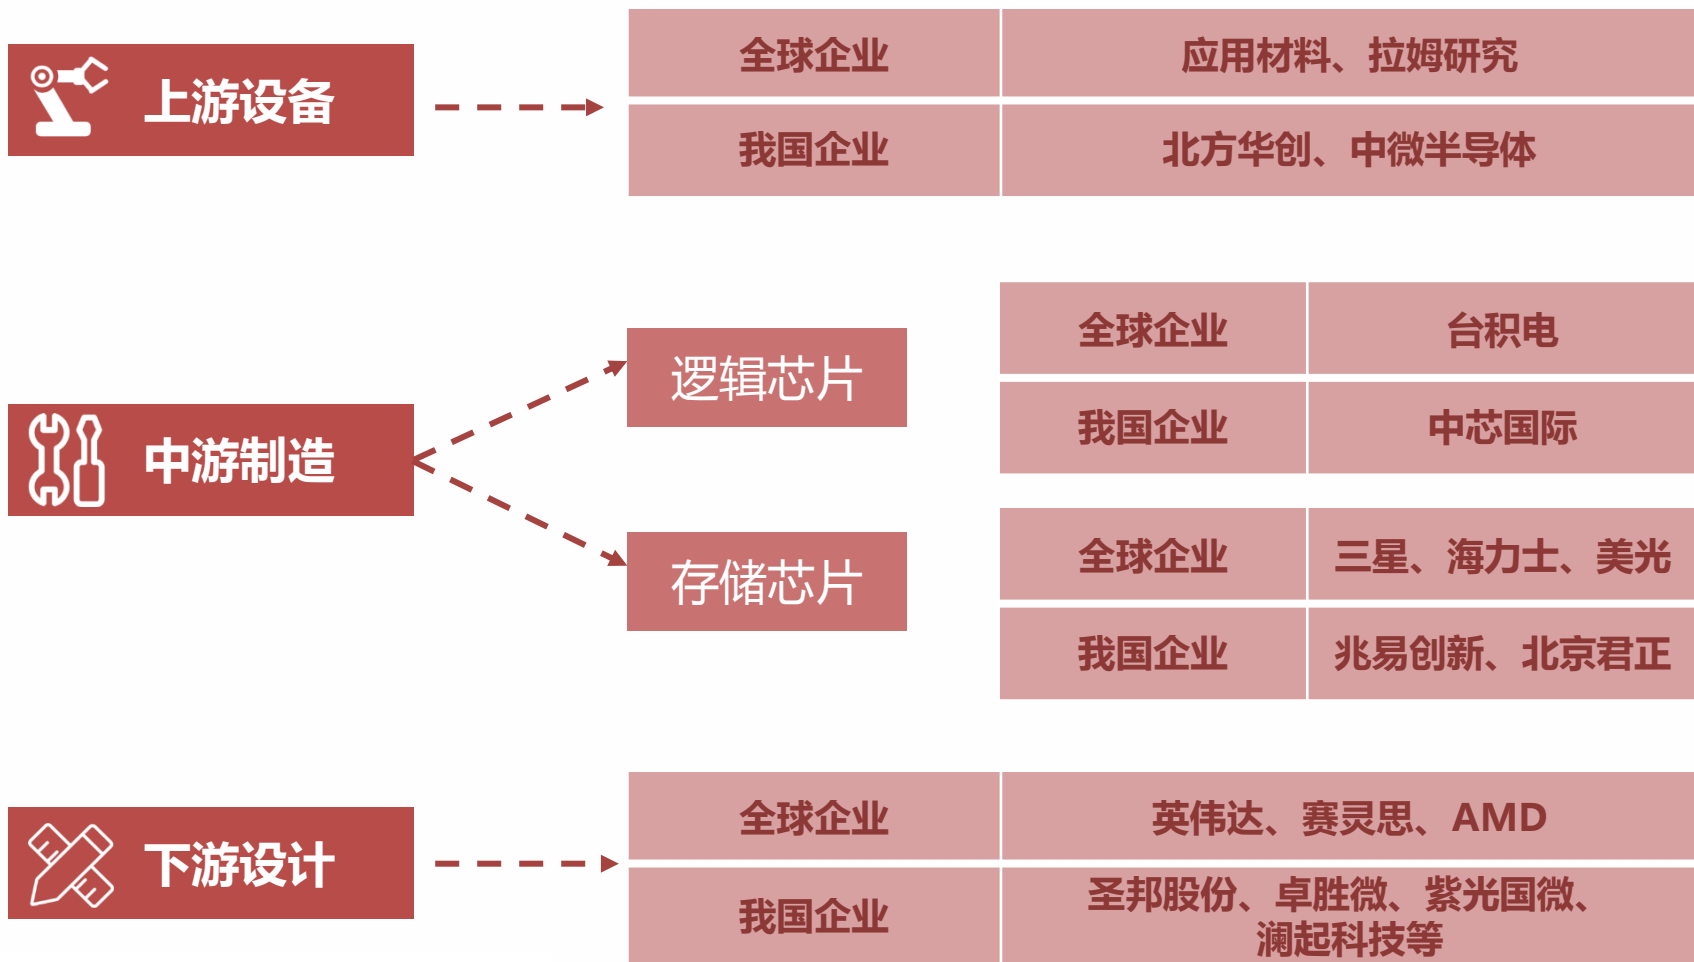 上游设备
全球企业
应用材料、拉姆研究
我国企业
北方华创、中微半导体
中游制造
逻辑芯片
全球企业
台积电
我国企业
中芯国际
存储芯片
全球企业
三星、海力士、美光
我国企业
兆易创新、北京君正
下游设计
全球企业
英伟达、赛灵思、AMD
我国企业
圣邦股份、卓胜微、紫光国微、
澜起科技等